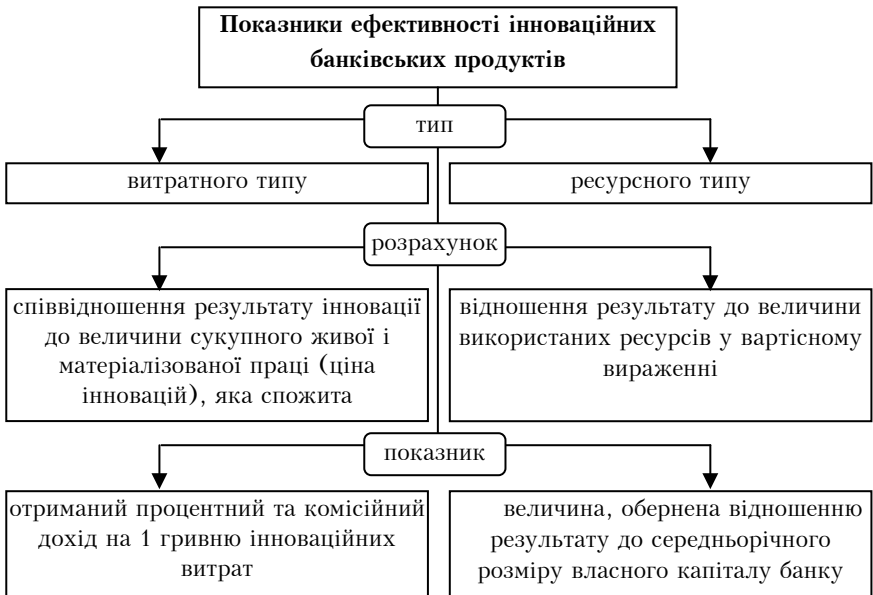 Показники ефективності інноваційних
банківських продуктів
тип
витратного типу
ресурсного типу
розрахунок
співвідношення результату інновації
до величини сукупного живої і
матеріалізованої праці (ціна
інновацій), яка спожита
відношення результату до величини
використаних ресурсів у вартісному
вираженні
показник
отриманий процентний та комісійний
дохід на 1 гривню інноваційних
витрат
величина, обернена відношенню
результату до середньорічного
розміру власного капіталу банку